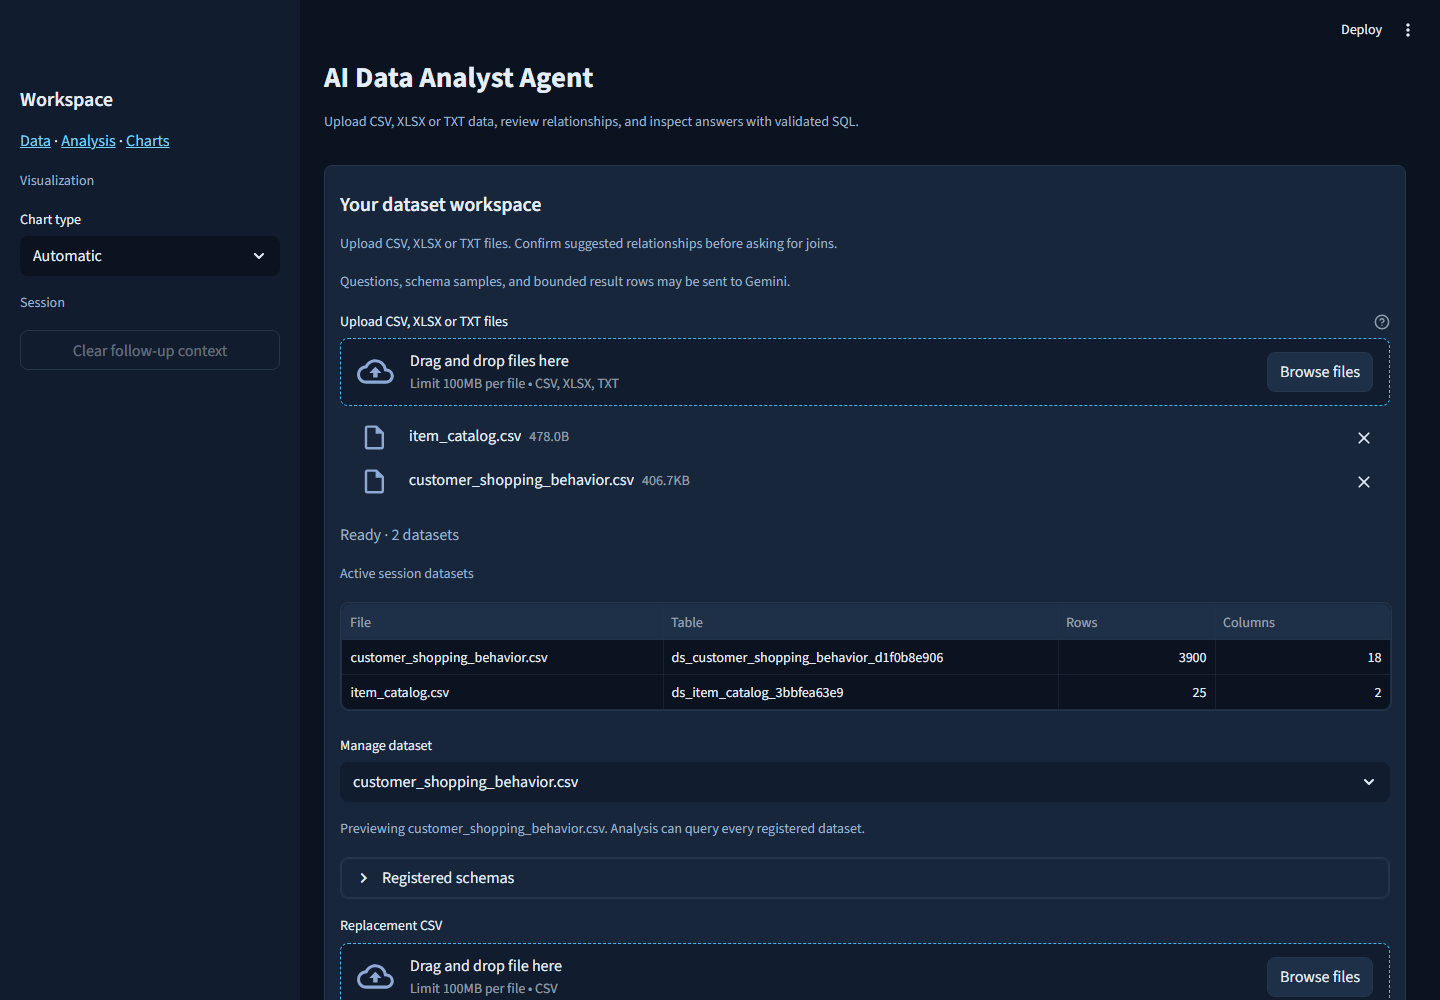 Deploy
Workspace
Data · Analysis · Charts
Visualization
Chart type
Automatic
Session
Clear follow-up context
AI Data Analyst Agent
Upload CSV, XLSX or TXT data, review relationships, and inspect answers with validated SQL.
Your dataset workspace
Upload CSV, XLSX or TXT files. Confirm suggested relationships before asking for joins.
Questions, schema samples, and bounded result rows may be sent to Gemini.
Upload CSV, XLSX or TXT files
Drag and drop files here
Limit 100MB per file • CSV, XLSX, TXT
Browse files
item_catalog.csv 478.0B
customer_shopping_behavior.csv 406.7KB
Ready · 2 datasets
Active session datasets
File Table Rows Columns
customer_shopping_behavior.csv ds_customer_shopping_behavior_d1f0b8e906 3900 18
item_catalog.csv ds_item_catalog_3bbfea63e9 25 2
Manage dataset
customer_shopping_behavior.csv
Previewing customer_shopping_behavior.csv. Analysis can query every registered dataset.
Registered schemas
Replacement CSV
Drag and drop file here
Limit 100MB per file • CSV
Browse files